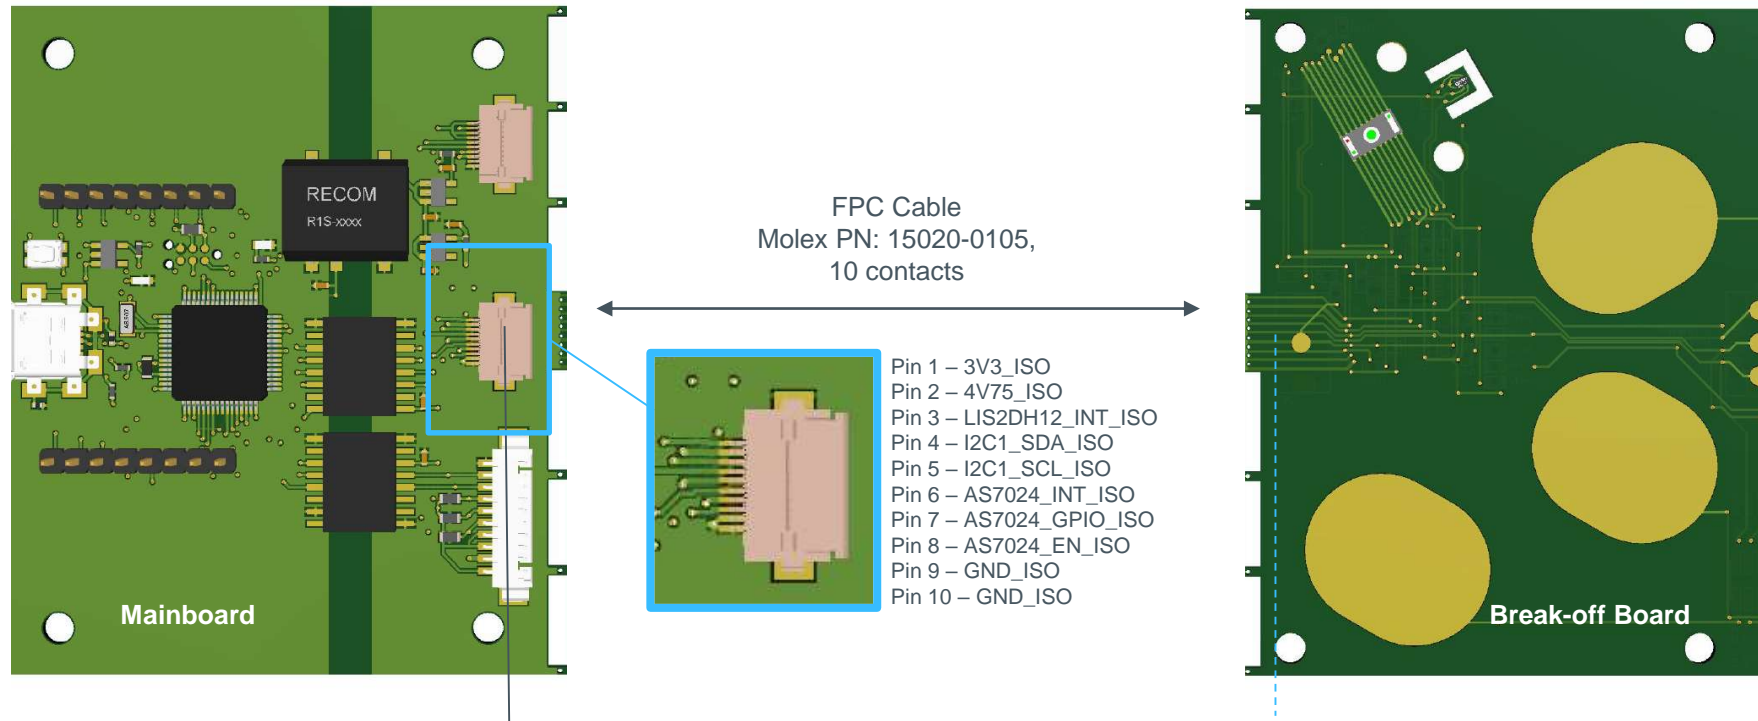 RECOM
R1S-xxxx
FPC Cable
Molex PN: 15020-0105,
10 contacts
Pin 1 – 3V3_ISO
Pin 2 – 4V75_ISO
Pin 3 – LIS2DH12_INT_ISO
Pin 4 – I2C1_SDA_ISO
Pin 5 – I2C1_SCL_ISO
Pin 6 – AS7024_INT_ISO
Pin 7 – AS7024_GPIO_ISO
Pin 8 – AS7024_EN_ISO
Pin 9 – GND_ISO
Pin 10 – GND_ISO
Mainboard
Break-off Board